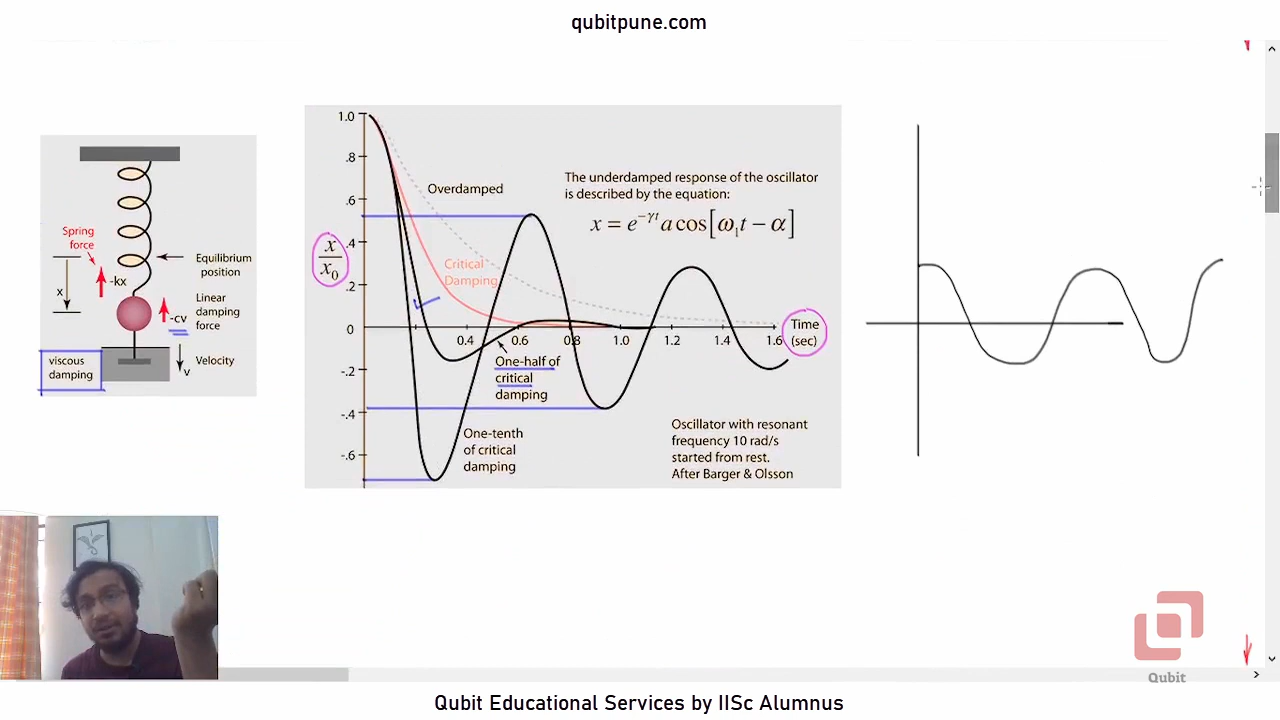 qubitpune.com
Spring
force
-kx
x
Equilibrium
position
Linear
damping
force
-cv
Velocity
v
viscous
damping
1.0
.8
.6
.4
.2
0
-.2
-.4
-.6
x
x₀
Overdamped
Critical
Damping
The underdamped response of the oscillator
is described by the equation:
x = e^{-γt} a cos[ω₁t − α]
0.4
0.6
0.8
1.0
1.2
1.4
1.6
Time
(sec)
One-half of
critical
damping
One-tenth
of critical
damping
Oscillator with resonant
frequency 10 rad/s
started from rest.
After Barger & Olsson
Qubit
Qubit Educational Services by IISc Alumnus